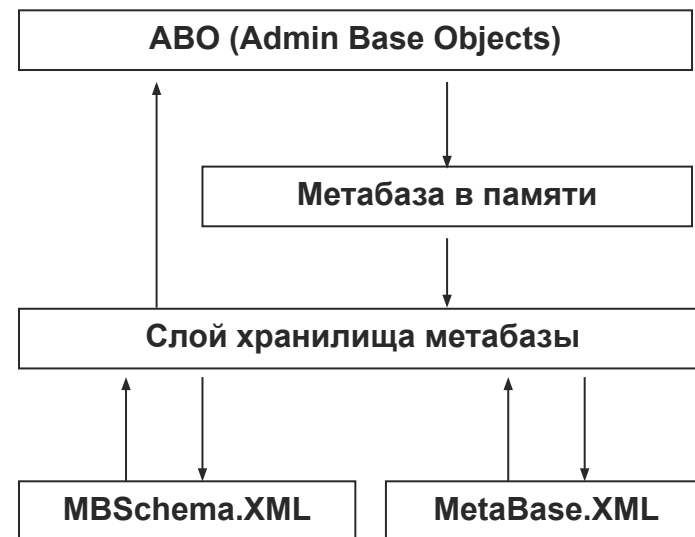 ABO (Admin Base Objects)
Метабаза в памяти
Слой хранилища метабазы
MBSchema.XML
MetaBase.XML